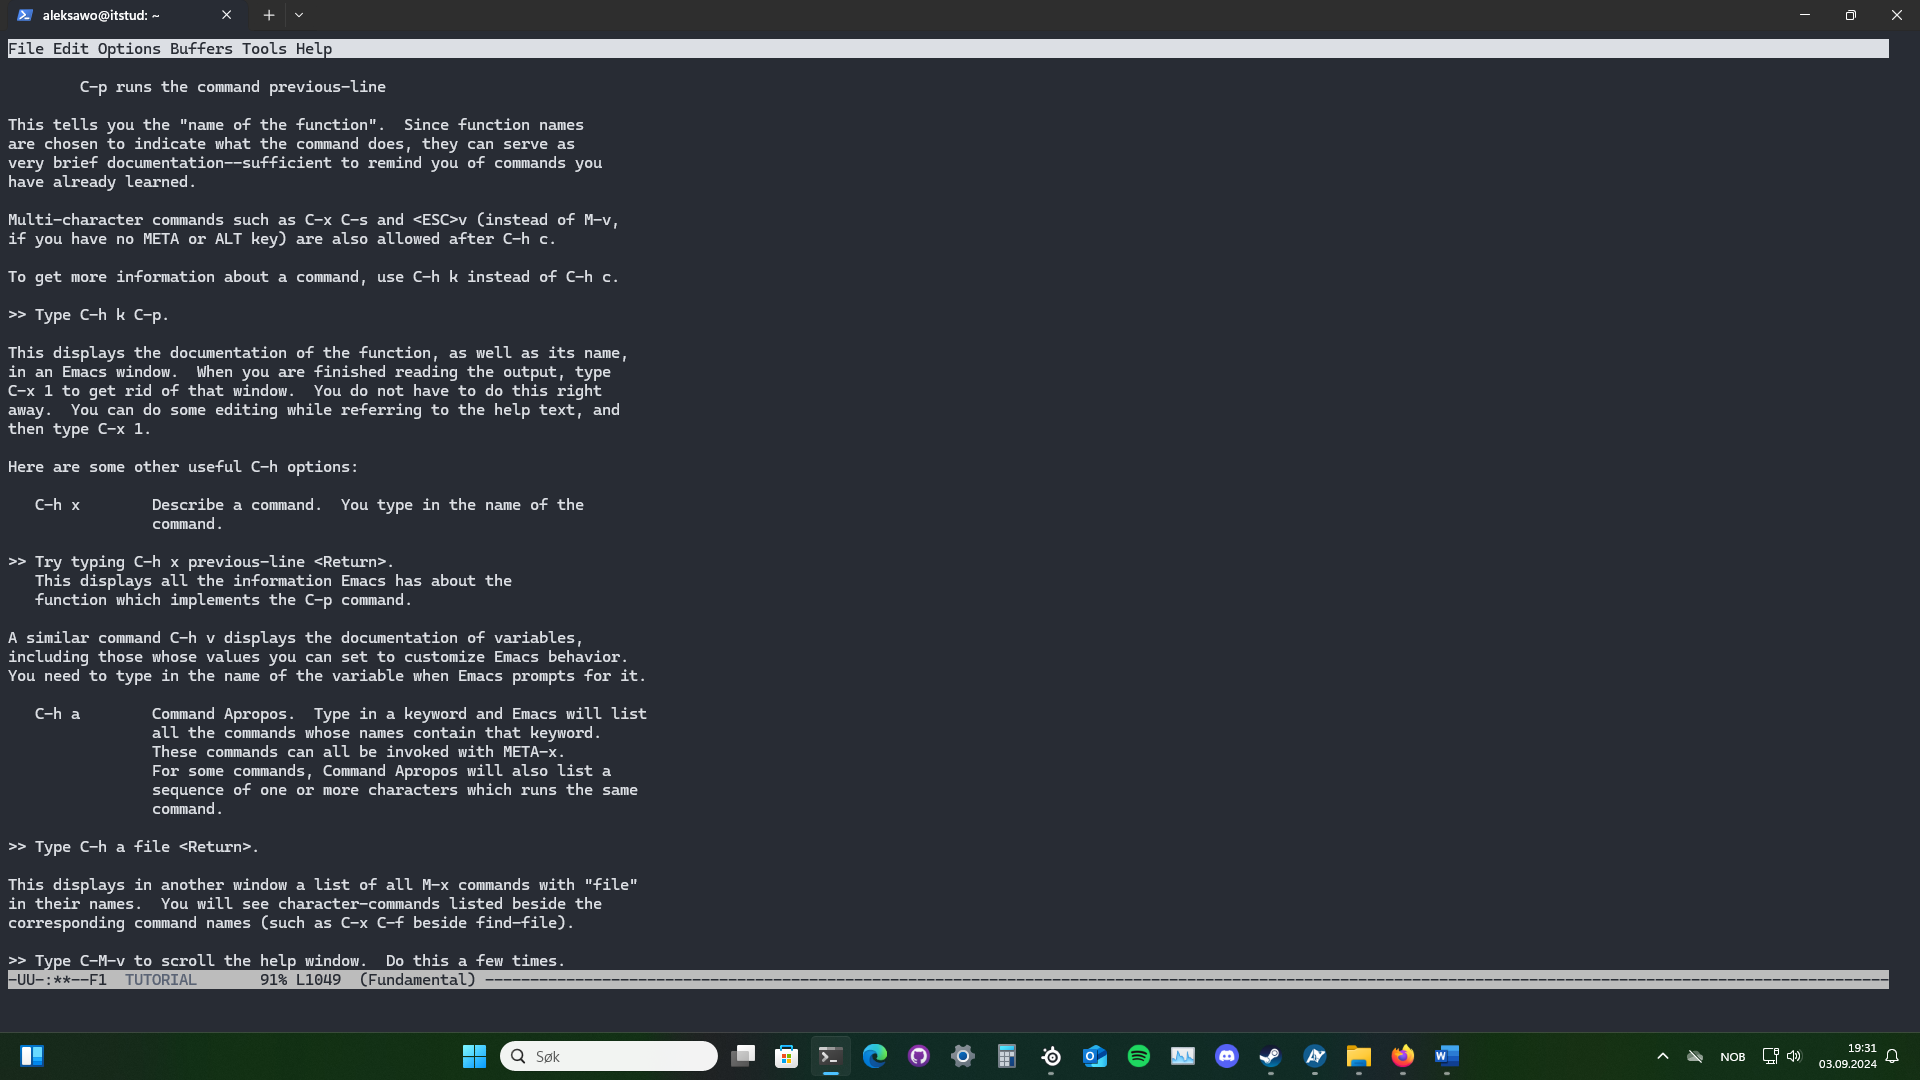 aleksawo@itstud: ~
File Edit Options Buffers Tools Help
C-p runs the command previous-line
This tells you the "name of the function".  Since function names
are chosen to indicate what the command does, they can serve as
very brief documentation--sufficient to remind you of commands you
have already learned.
Multi-character commands such as C-x C-s and <ESC>v (instead of M-v,
if you have no META or ALT key) are also allowed after C-h c.
To get more information about a command, use C-h k instead of C-h c.
>> Type C-h k C-p.
This displays the documentation of the function, as well as its name,
in an Emacs window.  When you are finished reading the output, type
C-x 1 to get rid of that window.  You do not have to do this right
away.  You can do some editing while referring to the help text, and
then type C-x 1.
Here are some other useful C-h options:
C-h x        Describe a command.  You type in the name of the
command.
>> Try typing C-h x previous-line <Return>.
This displays all the information Emacs has about the
function which implements the C-p command.
A similar command C-h v displays the documentation of variables,
including those whose values you can set to customize Emacs behavior.
You need to type in the name of the variable when Emacs prompts for it.
C-h a        Command Apropos.  Type in a keyword and Emacs will list
all the commands whose names contain that keyword.
These commands can all be invoked with META-x.
For some commands, Command Apropos will also list a
sequence of one or more characters which runs the same
command.
>> Type C-h a file <Return>.
This displays in another window a list of all M-x commands with "file"
in their names.  You will see character-commands listed beside the
corresponding command names (such as C-x C-f beside find-file).
>> Type C-M-v to scroll the help window.  Do this a few times.
-UU-:**--F1  TUTORIAL       91% L1049  (Fundamental) ------------------------------------------------------------
Søk
NOB
19:31
03.09.2024